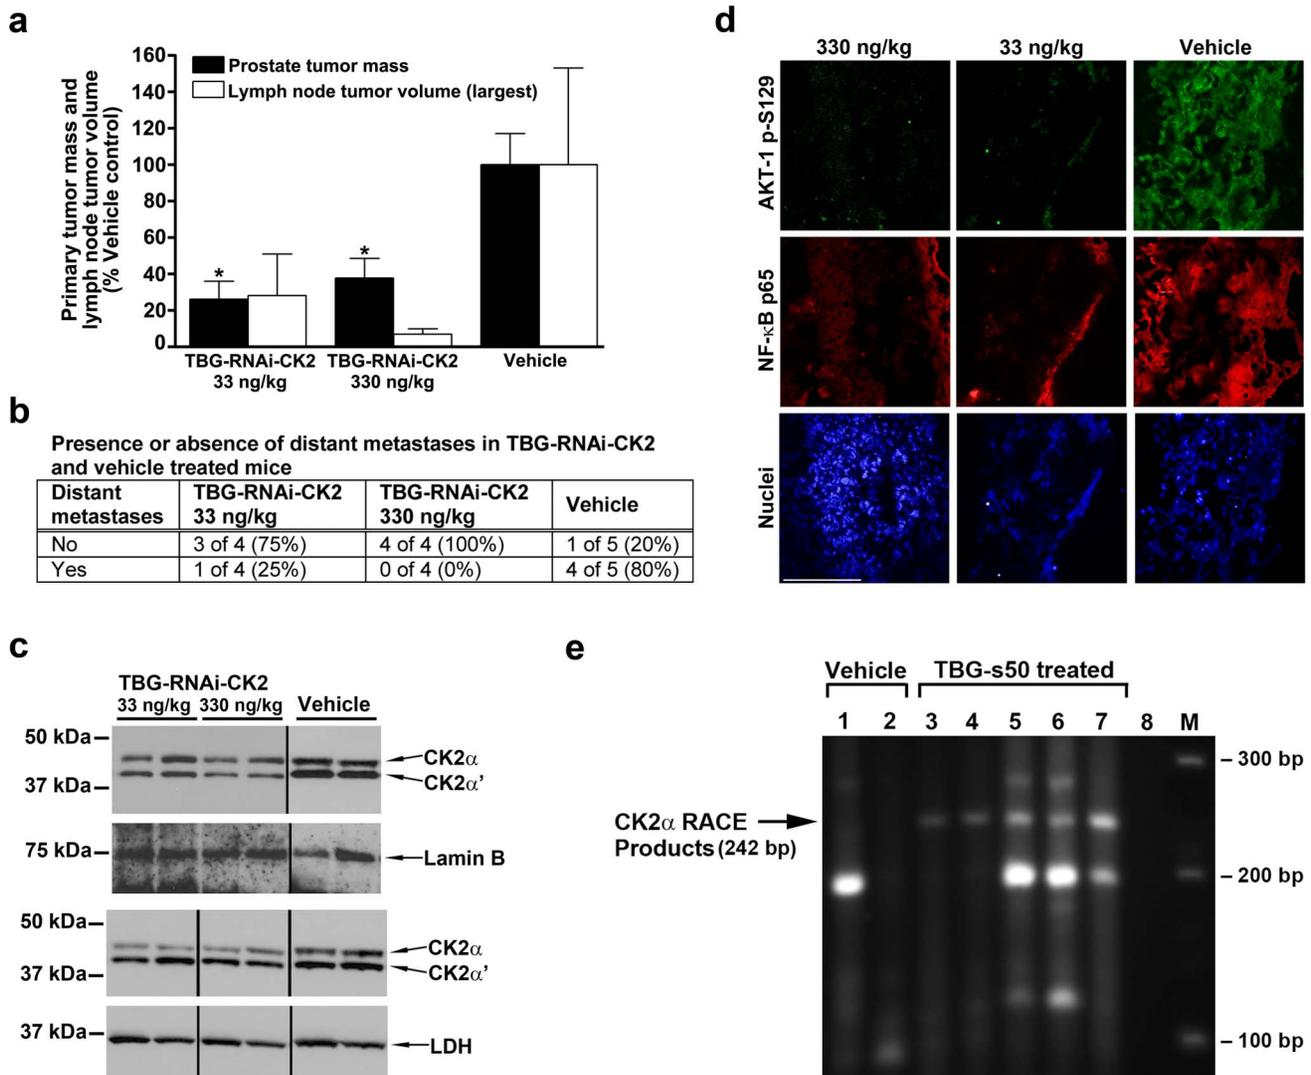 a
Primary tumor mass and
lymph node tumor volume
(% Vehicle control)
160
140
120
100
80
60
40
20
0
Prostate tumor mass
Lymph node tumor volume (largest)
*
*
TBG-RNAi-CK2
33 ng/kg
TBG-RNAi-CK2
330 ng/kg
Vehicle
b
Presence or absence of distant metastases in TBG-RNAi-CK2
and vehicle treated mice
Distant metastases TBG-RNAi-CK2 33 ng/kg TBG-RNAi-CK2 330 ng/kg Vehicle
No 3 of 4 (75%) 4 of 4 (100%) 1 of 5 (20%)
Yes 1 of 4 (25%) 0 of 4 (0%) 4 of 5 (80%)
c
TBG-RNAi-CK2
33 ng/kg 330 ng/kg Vehicle
50 kDa
37 kDa
CK2α
CK2α'
75 kDa
Lamin B
50 kDa
37 kDa
CK2α
CK2α'
37 kDa
LDH
d
330 ng/kg 33 ng/kg Vehicle
AKT-1 p-S129
NF-κB p65
Nuclei
e
Vehicle TBG-s50 treated
1 2 3 4 5 6 7 8 M
CK2α RACE
Products (242 bp)
300 bp
200 bp
100 bp